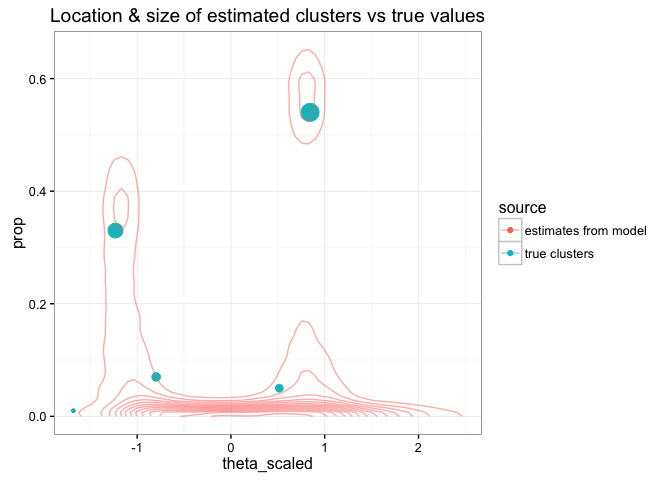 Location & size of estimated clusters vs true values
0.6
0.4
0.2
0.0
prop
-1
0
1
2
theta_scaled
source
estimates from model
true clusters